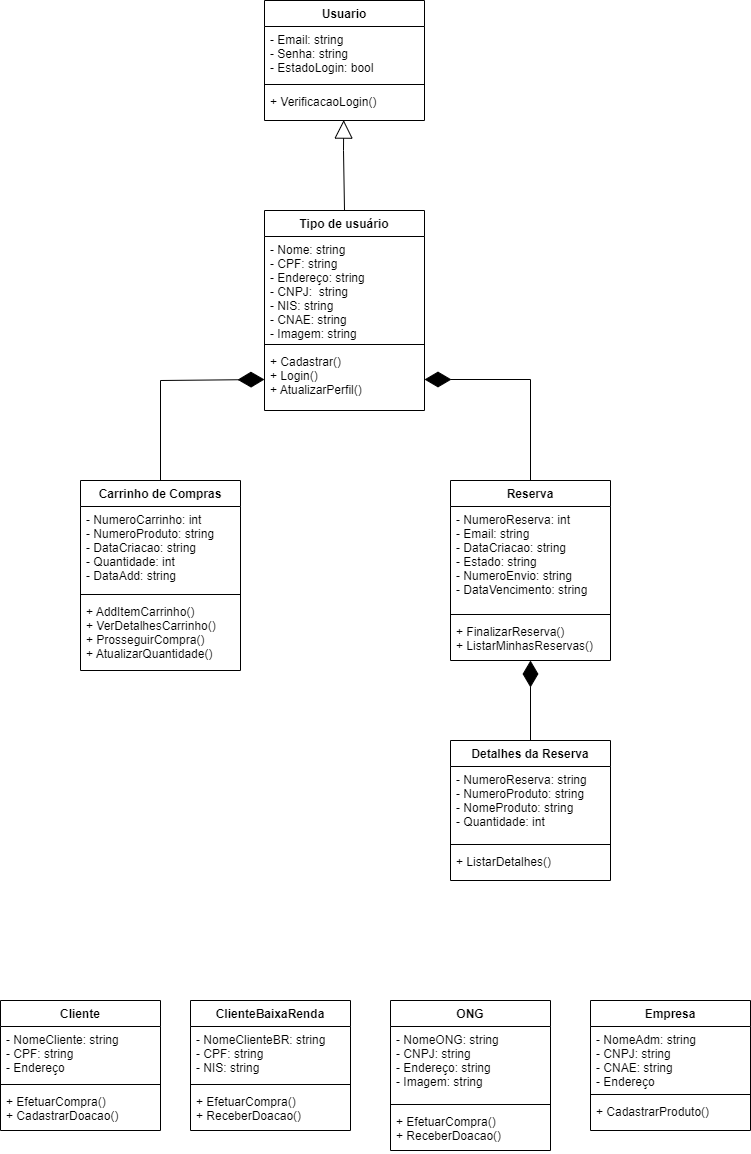 Usuario
- Email: string
- Senha: string
- EstadoLogin: bool
+ VerificacaoLogin()
Tipo de usuário
- Nome: string
- CPF: string
- Endereço: string
- CNPJ:  string
- NIS: string
- CNAE: string
- Imagem: string
+ Cadastrar()
+ Login()
+ AtualizarPerfil()
Carrinho de Compras
- NumeroCarrinho: int
- NumeroProduto: string
- DataCriacao: string
- Quantidade: int
- DataAdd: string
+ AddItemCarrinho()
+ VerDetalhesCarrinho()
+ ProsseguirCompra()
+ AtualizarQuantidade()
Reserva
- NumeroReserva: int
- Email: string
- DataCriacao: string
- Estado: string
- NumeroEnvio: string
- DataVencimento: string
+ FinalizarReserva()
+ ListarMinhasReservas()
Detalhes da Reserva
- NumeroReserva: string
- NumeroProduto: string
- NomeProduto: string
- Quantidade: int
+ ListarDetalhes()
Cliente
- NomeCliente: string
- CPF: string
- Endereço
+ EfetuarCompra()
+ CadastrarDoacao()
ClienteBaixaRenda
- NomeClienteBR: string
- CPF: string
- NIS: string
+ EfetuarCompra()
+ ReceberDoacao()
ONG
- NomeONG: string
- CNPJ: string
- Endereço: string
- Imagem: string
+ EfetuarCompra()
+ ReceberDoacao()
Empresa
- NomeAdm: string
- CNPJ: string
- CNAE: string
- Endereço
+ CadastrarProduto()